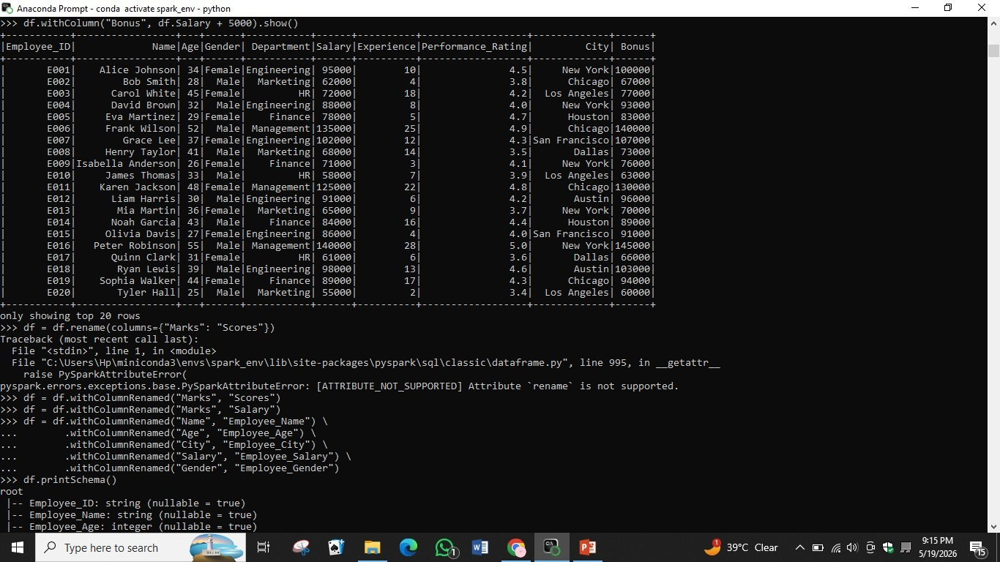 Anaconda Prompt - conda  activate spark_env - python
>>> df.withColumn("Bonus", df.Salary + 5000).show()
+-----------+-----------------+---+------+-----------+------+----------+------------------+-------------+------+
|Employee_ID|             Name|Age|Gender| Department|Salary|Experience|Performance_Rating|         City| Bonus|
+-----------+-----------------+---+------+-----------+------+----------+------------------+-------------+------+
|       E001|    Alice Johnson| 34|Female|Engineering| 95000|        10|               4.5|     New York|100000|
|       E002|        Bob Smith| 28|  Male|  Marketing| 62000|         4|               3.8|      Chicago| 67000|
|       E003|      Carol White| 45|Female|         HR| 72000|        18|               4.2|  Los Angeles| 77000|
|       E004|      David Brown| 32|  Male|Engineering| 88000|         8|               4.0|     New York| 93000|
|       E005|     Eva Martinez| 29|Female|    Finance| 78000|         5|               4.7|      Houston| 83000|
|       E006|     Frank Wilson| 52|  Male| Management|135000|        25|               4.9|      Chicago|140000|
|       E007|        Grace Lee| 37|Female|Engineering|102000|        12|               4.3|San Francisco|107000|
|       E008|     Henry Taylor| 41|  Male|  Marketing| 68000|        14|               3.5|       Dallas| 73000|
|       E009|Isabella Anderson| 26|Female|    Finance| 71000|         3|               4.1|     New York| 76000|
|       E010|     James Thomas| 33|  Male|         HR| 58000|         7|               3.9|  Los Angeles| 63000|
|       E011|    Karen Jackson| 48|Female| Management|125000|        22|               4.8|      Chicago|130000|
|       E012|      Liam Harris| 30|  Male|Engineering| 91000|         6|               4.2|       Austin| 96000|
|       E013|       Mia Martin| 36|Female|  Marketing| 65000|         9|               3.7|     New York| 70000|
|       E014|      Noah Garcia| 43|  Male|    Finance| 84000|        16|               4.4|      Houston| 89000|
|       E015|     Olivia Davis| 27|Female|Engineering| 86000|         4|               4.0|San Francisco| 91000|
|       E016|   Peter Robinson| 55|  Male| Management|140000|        28|               5.0|     New York|145000|
|       E017|      Quinn Clark| 31|Female|         HR| 61000|         6|               3.6|       Dallas| 66000|
|       E018|       Ryan Lewis| 39|  Male|Engineering| 98000|        13|               4.6|       Austin|103000|
|       E019|    Sophia Walker| 44|Female|    Finance| 89000|        17|               4.3|      Chicago| 94000|
|       E020|       Tyler Hall| 25|  Male|  Marketing| 55000|         2|               3.4|  Los Angeles| 60000|
+-----------+-----------------+---+------+-----------+------+----------+------------------+-------------+------+
only showing top 20 rows
>>> df = df.rename(columns={"Marks": "Scores"})
Traceback (most recent call last):
  File "<stdin>", line 1, in <module>
  File "C:\Users\Hp\miniconda3\envs\spark_env\lib\site-packages\pyspark\sql\classic\dataframe.py", line 995, in __getattr__
    raise PySparkAttributeError(
pyspark.errors.exceptions.base.PySparkAttributeError: [ATTRIBUTE_NOT_SUPPORTED] Attribute `rename` is not supported.
>>> df = df.withColumnRenamed("Marks", "Scores")
>>> df = df.withColumnRenamed("Marks", "Salary")
>>> df = df.withColumnRenamed("Name", "Employee_Name") \
...        .withColumnRenamed("Age", "Employee_Age") \
...        .withColumnRenamed("City", "Employee_City") \
...        .withColumnRenamed("Salary", "Employee_Salary") \
...        .withColumnRenamed("Gender", "Employee_Gender")
>>> df.printSchema()
root
 |-- Employee_ID: string (nullable = true)
 |-- Employee_Name: string (nullable = true)
 |-- Employee_Age: integer (nullable = true)
Type here to search
1
1
39°C  Clear
9:15 PM
5/19/2026
15